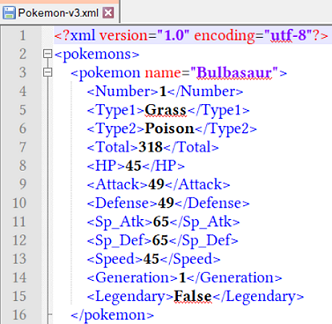 Pokemon-v3.xml
1 <?xml version="1.0" encoding="utf-8"?>
2 <pokemons>
3 <pokemon name="Bulbasaur">
4 <Number>1</Number>
5 <Type1>Grass</Type1>
6 <Type2>Poison</Type2>
7 <Total>318</Total>
8 <HP>45</HP>
9 <Attack>49</Attack>
10 <Defense>49</Defense>
11 <Sp_Atk>65</Sp_Atk>
12 <Sp_Def>65</Sp_Def>
13 <Speed>45</Speed>
14 <Generation>1</Generation>
15 <Legendary>False</Legendary>
16 </pokemon>